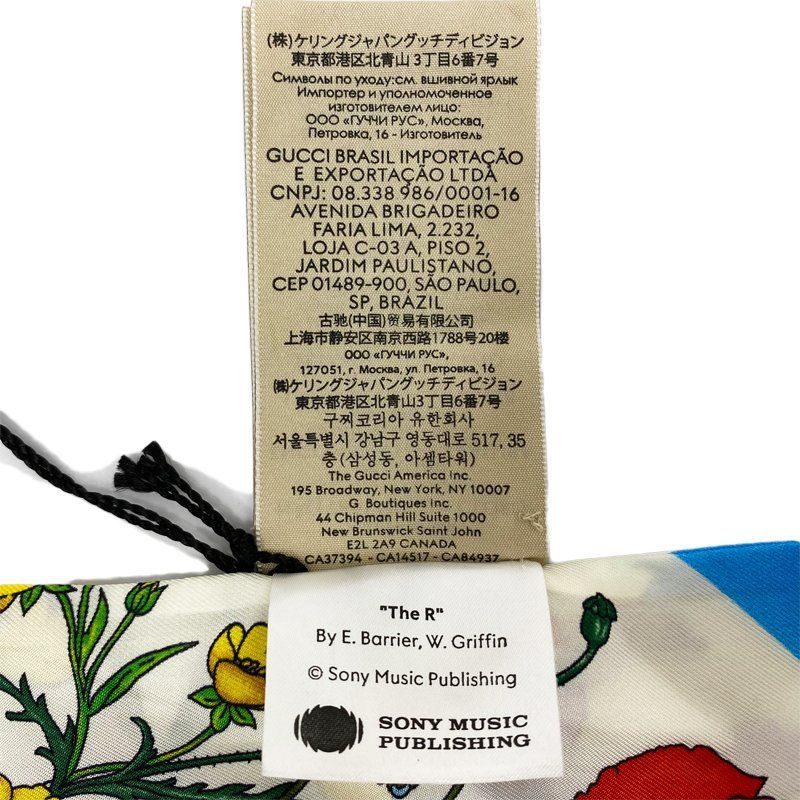 (株)ケリングジャパングッチディビジョン
東京都港区北青山 3丁目6番7号
Символы по уходу:см. вшивной ярлык
Импортер и уполномоченное
изготовителем лицо:
ООО «ГУЧЧИ РУС», Москва,
Петровка, 16 - Изготовитель
GUCCI BRASIL IMPORTAÇÃO
E EXPORTAÇÃO LTDA
CNPJ: 08.338 986/0001-16
AVENIDA BRIGADEIRO
FARIA LIMA, 2.232,
LOJA C-03 A, PISO 2,
JARDIM PAULISTANO,
CEP 01489-900, SÃO PAULO,
SP, BRAZIL
古驰(中国)贸易有限公司
上海市静安区南京西路1788号20楼
ООО «ГУЧЧИ РУС»,
127051, г. Москва, ул. Петровка, 16
(株)ケリングジャパングッチディビジョン
東京都港区北青山3丁目6番7号
구찌코리아 유한회사
서울특별시 강남구 영동대로 517, 35
층 (삼성동, 아셈타워)
The Gucci America Inc.
195 Broadway, New York, NY 10007
G. Boutiques Inc.
44 Chipman Hill Suite 1000
New Brunswick Saint John
E2L 2A9 CANADA
CA37394 - CA14517 - CA84937
"The R"
By E. Barrier, W. Griffin
© Sony Music Publishing
SONY MUSIC
PUBLISHING